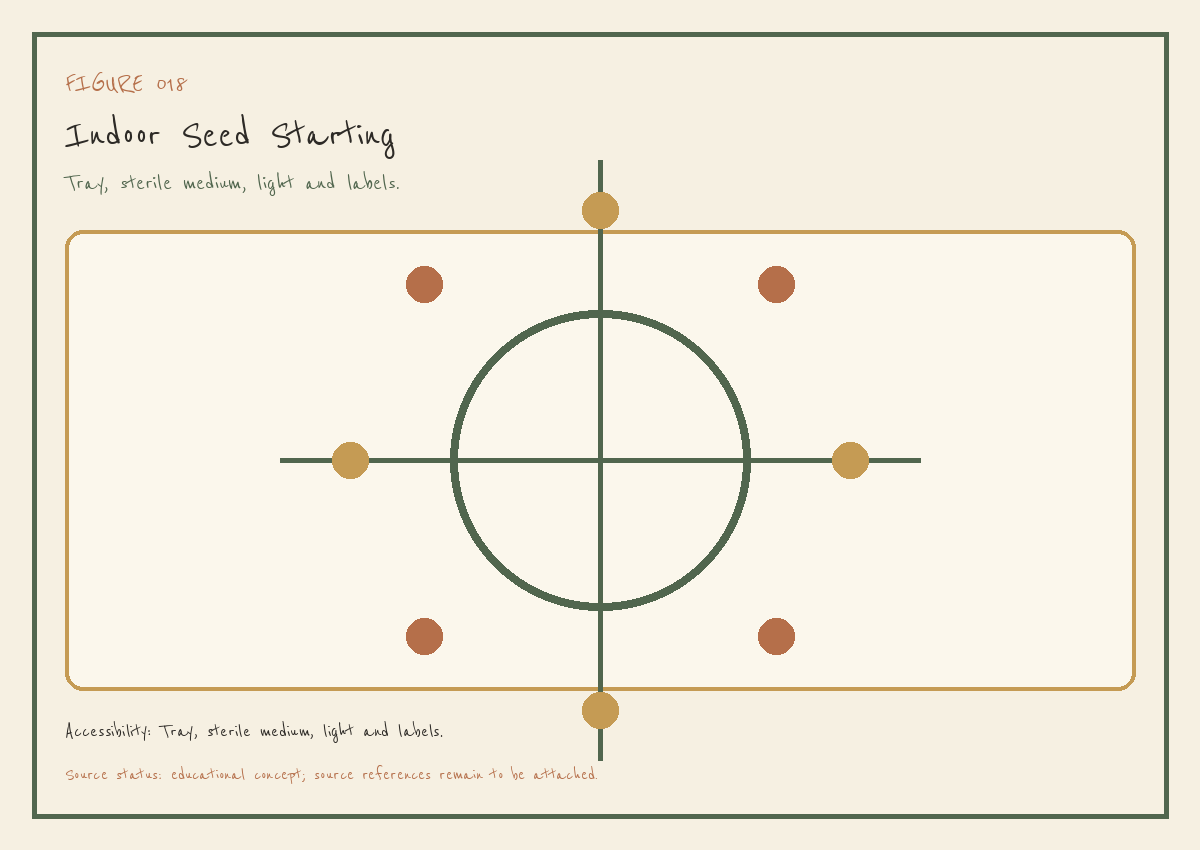 FIGURE 018
Indoor Seed Starting
Tray, sterile medium, light and labels.
Accessibility: Tray, sterile medium, light and labels.
Source status: educational concept; source references remain to be attached.